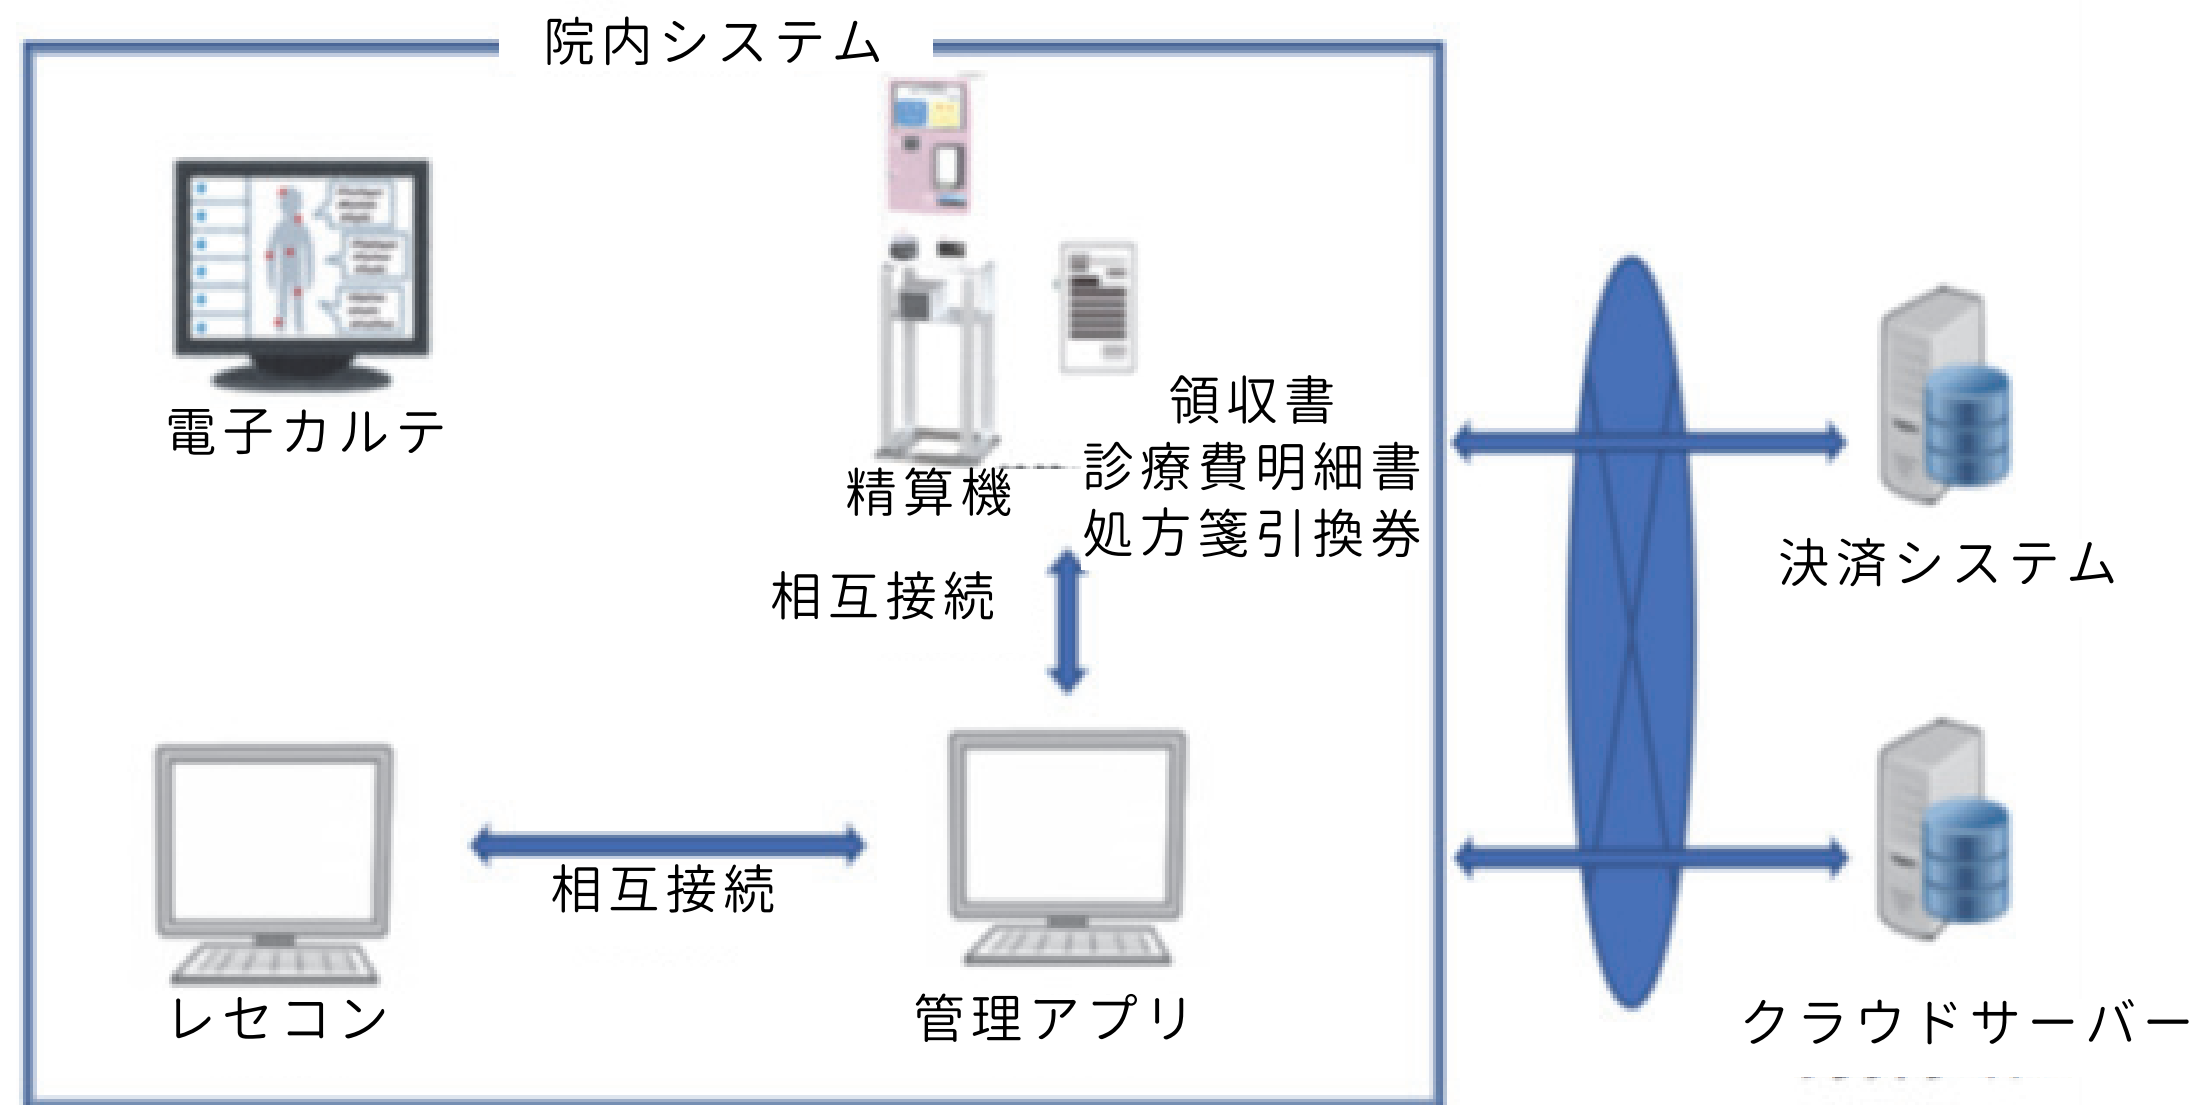 院内システム
電子カルテ
精算機
領収書
診療費明細書
処方箋引換券
相互接続
決済システム
相互接続
レセコン
管理アプリ
クラウドサーバー